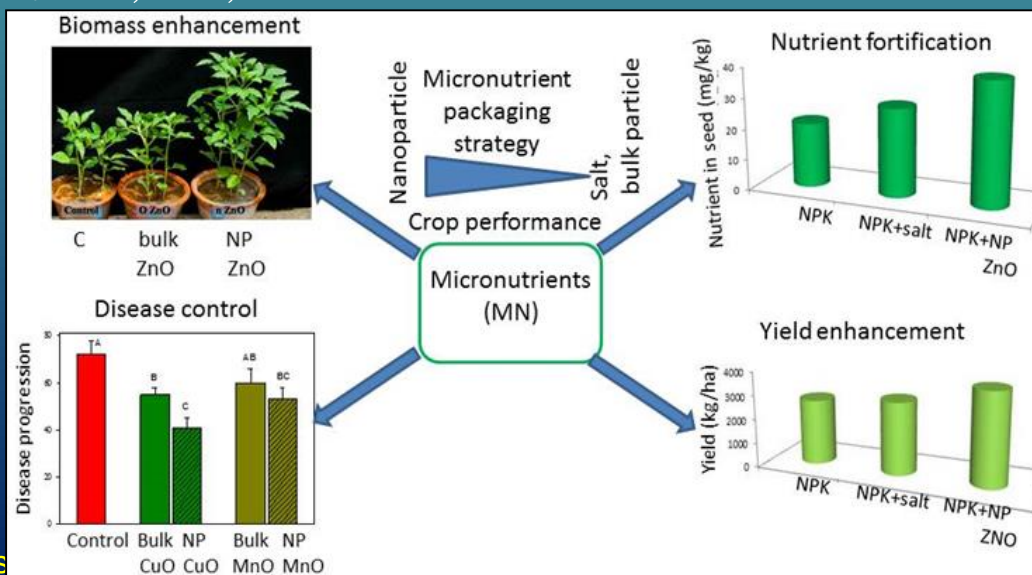 Biomass enhancement
Control
O ZnO
n ZnO
C
bulk
ZnO
NP
ZnO
Nanoparticle
Micronutrient
packaging
strategy
Salt,
bulk particle
Crop performance
Micronutrients
(MN)
Nutrient fortification
Nutrient in seed (mg/kg)
40
30
20
10
0
NPK
NPK+salt
NPK+NP
ZnO
Disease control
Disease progression
80
60
40
20
0
A
B
C
AB
BC
Control
Bulk
CuO
NP
CuO
Bulk
MnO
NP
MnO
Yield enhancement
Yield (kg/ha)
4000
3000
2000
1000
0
NPK
NPK+salt
NPK+NP
ZNO
s